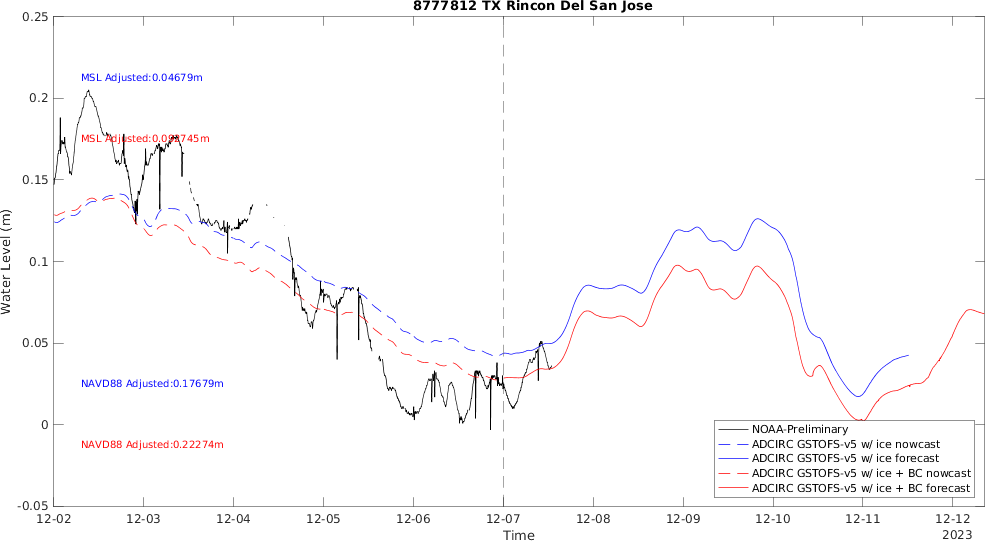 8777812 TX Rincon Del San Jose
0.25
0.2
0.15
0.1
0.05
0
-0.05
Water Level (m)
MSL Adjusted:0.04679m
MSL
NAVD88 Adjusted:0.17679m
NAVD88 Adjusted:0.22274m
NOAA-Preliminary
ADCIRC GSTOFS-v5 w/ ice nowcast
ADCIRC GSTOFS-v5 w/ ice forecast
ADCIRC GSTOFS-v5 w/ ice + BC nowcast
ADCIRC GSTOFS-v5 w/ ice + BC forecast
12-02 12-03 12-04 12-05 12-06 12-07 12-08 12-09 12-10 12-11 12-12
Time
2023